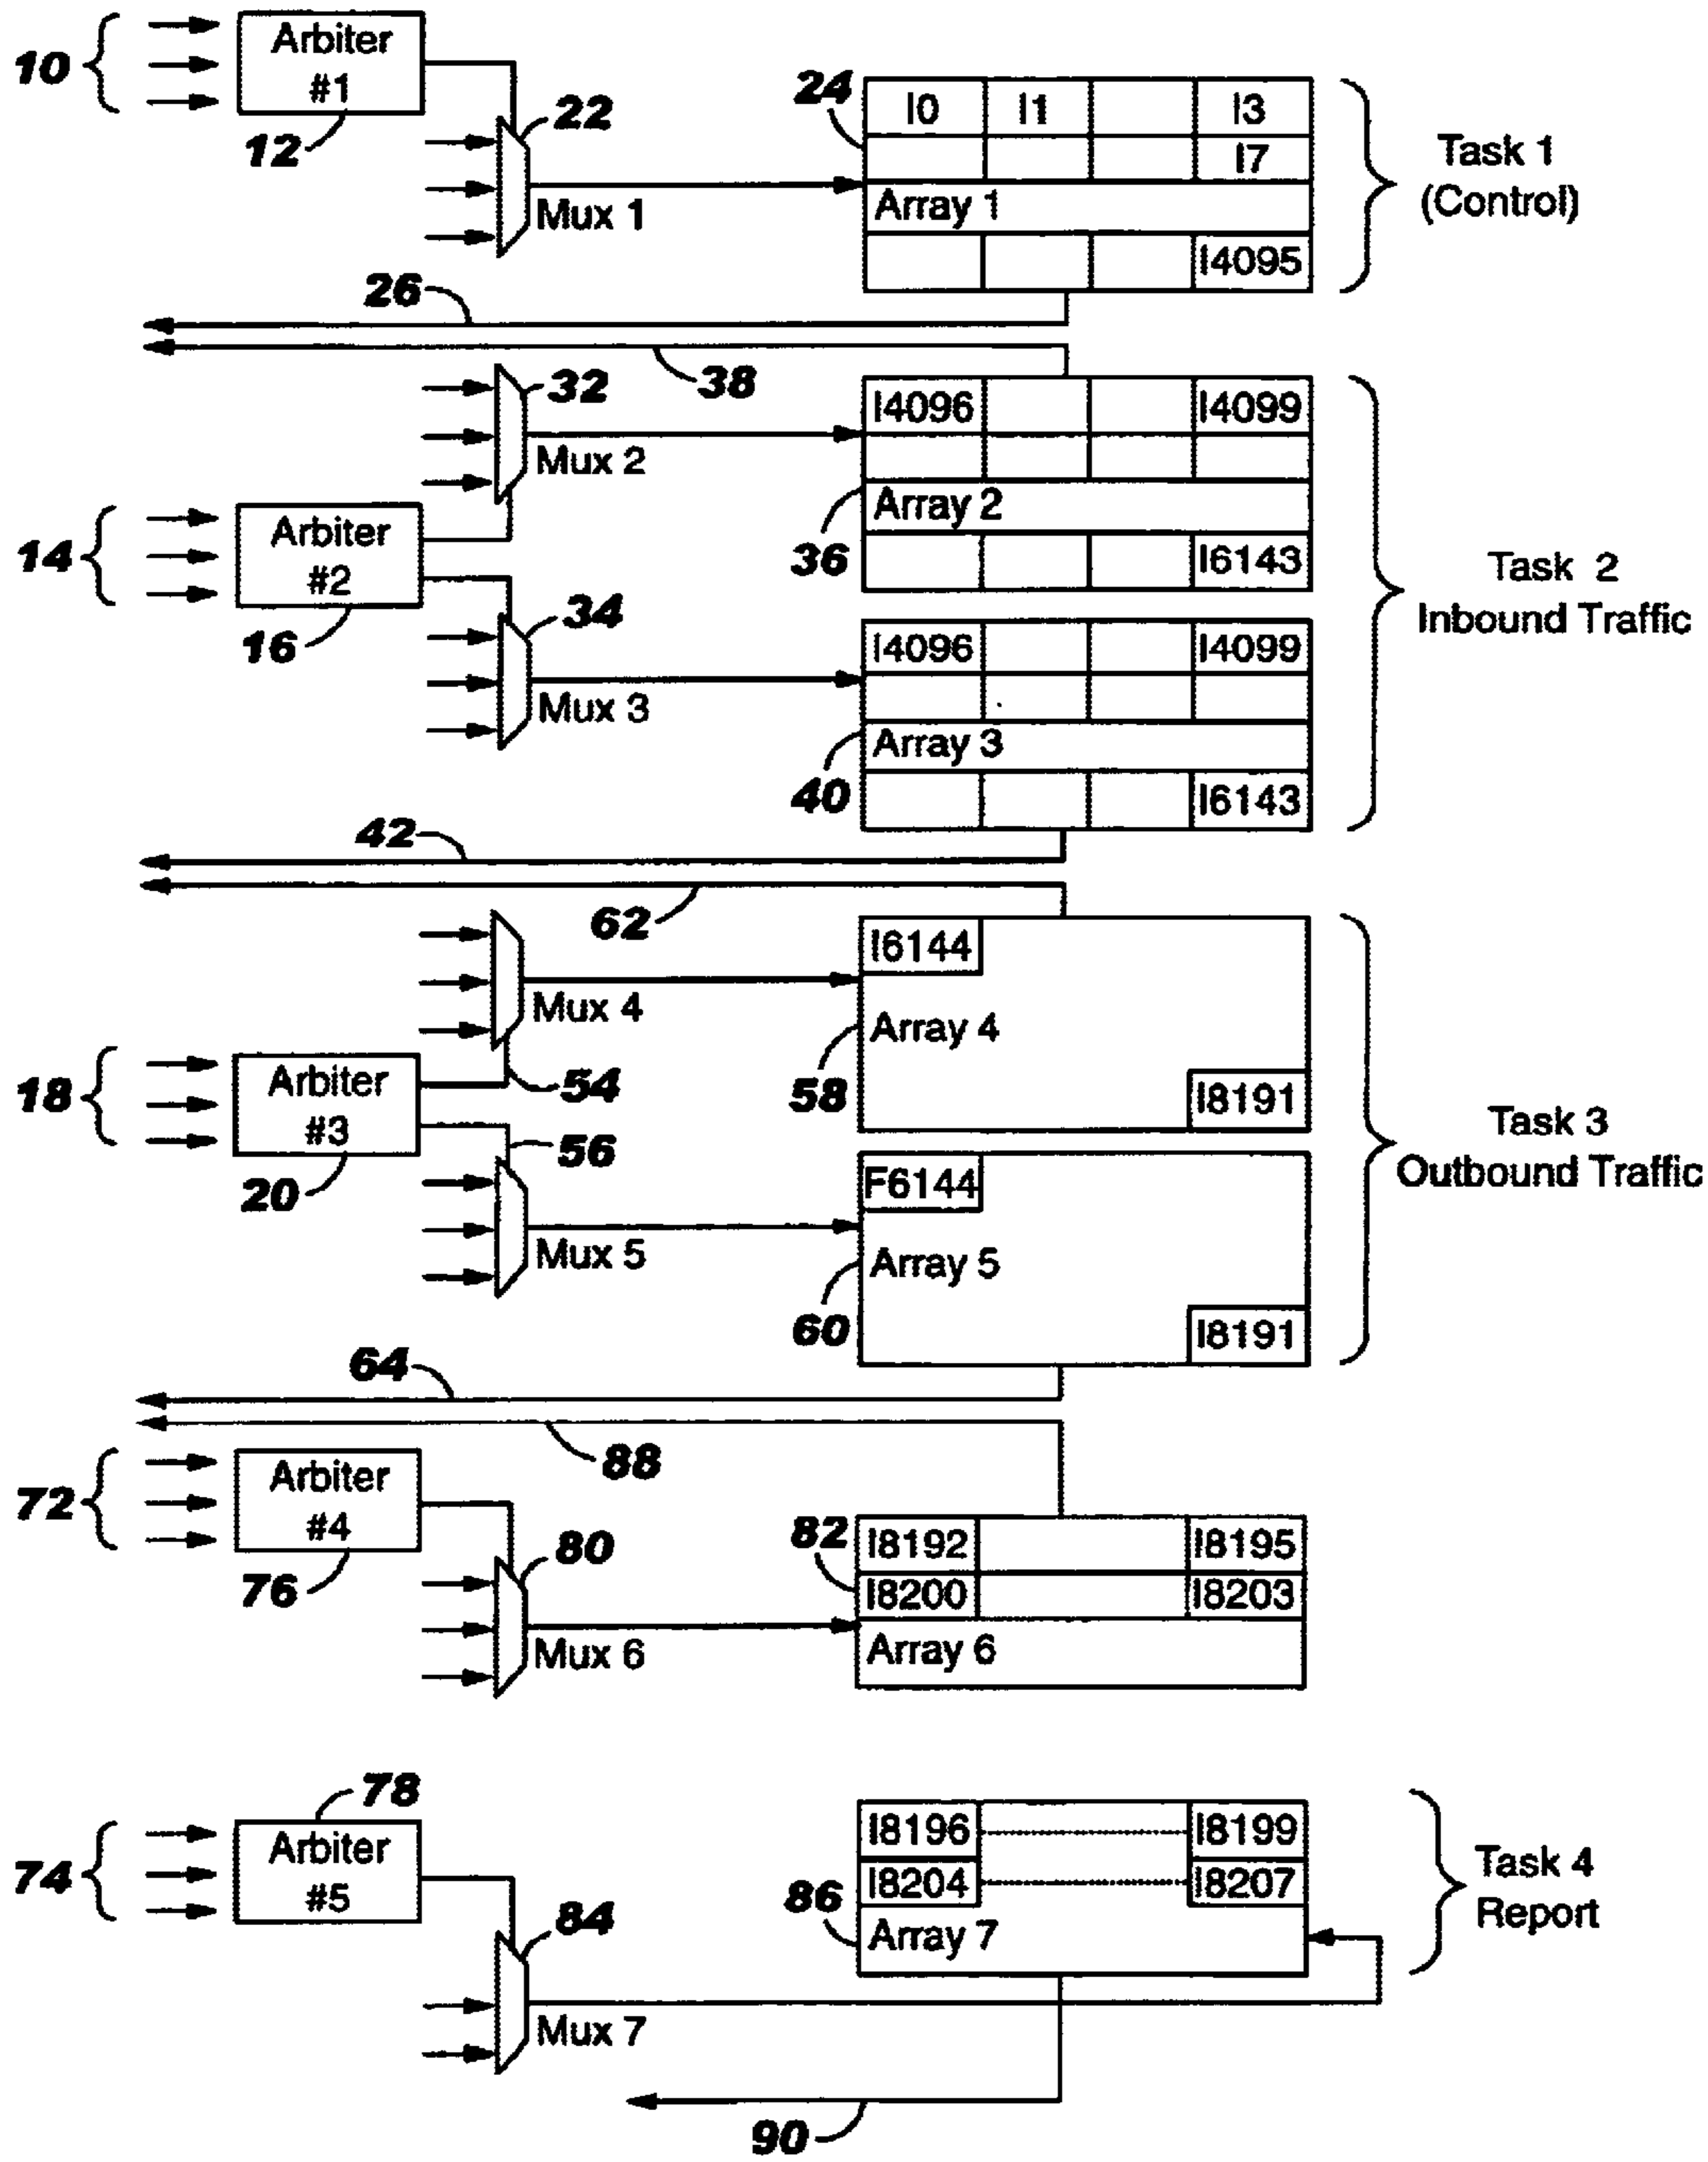 10
Arbiter
#1
12
22
Mux 1
24
I0 I1 I3
I7
Array 1
I4095
Task 1
(Control)
26
38
32
Mux 2
I4096 I4099
Array 2
36
I6143
14
Arbiter
#2
16
34
Mux 3
I4096 I4099
Array 3
40
I6143
Task 2
Inbound Traffic
42
62
Mux 4
I6144
Array 4
58
I8191
18
Arbiter
#3
20
54
56
Mux 5
F6144
Array 5
60
I8191
Task 3
Outbound Traffic
64
88
72
Arbiter
#4
76
80
Mux 6
82
I8192 I8195
I8200 I8203
Array 6
78
74
Arbiter
#5
84
Mux 7
I8196 I8199
I8204 I8207
86
Array 7
Task 4
Report
90